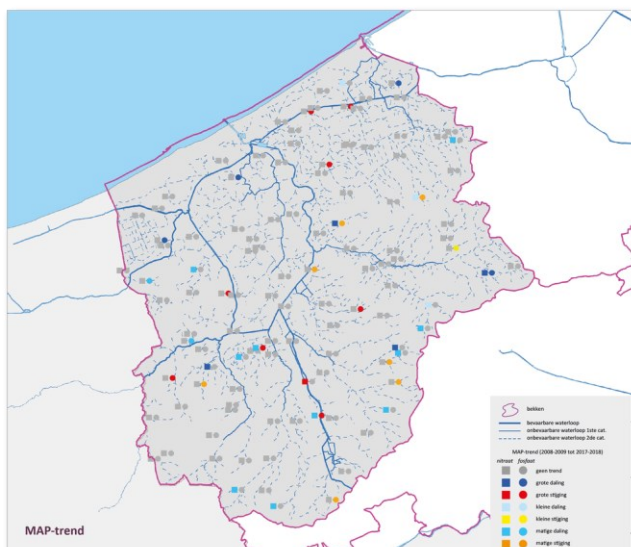 bekken
bevaarbare waterloop
onbevaarbare waterloop 1ste cat.
onbevaarbare waterloop 2de cat.
MAP-trend (2008-2009 tot 2017-2018)
nitraat fosfaat
geen trend
grote daling
grote stijging
kleine daling
kleine stijging
matige daling
matige stijging
MAP-trend